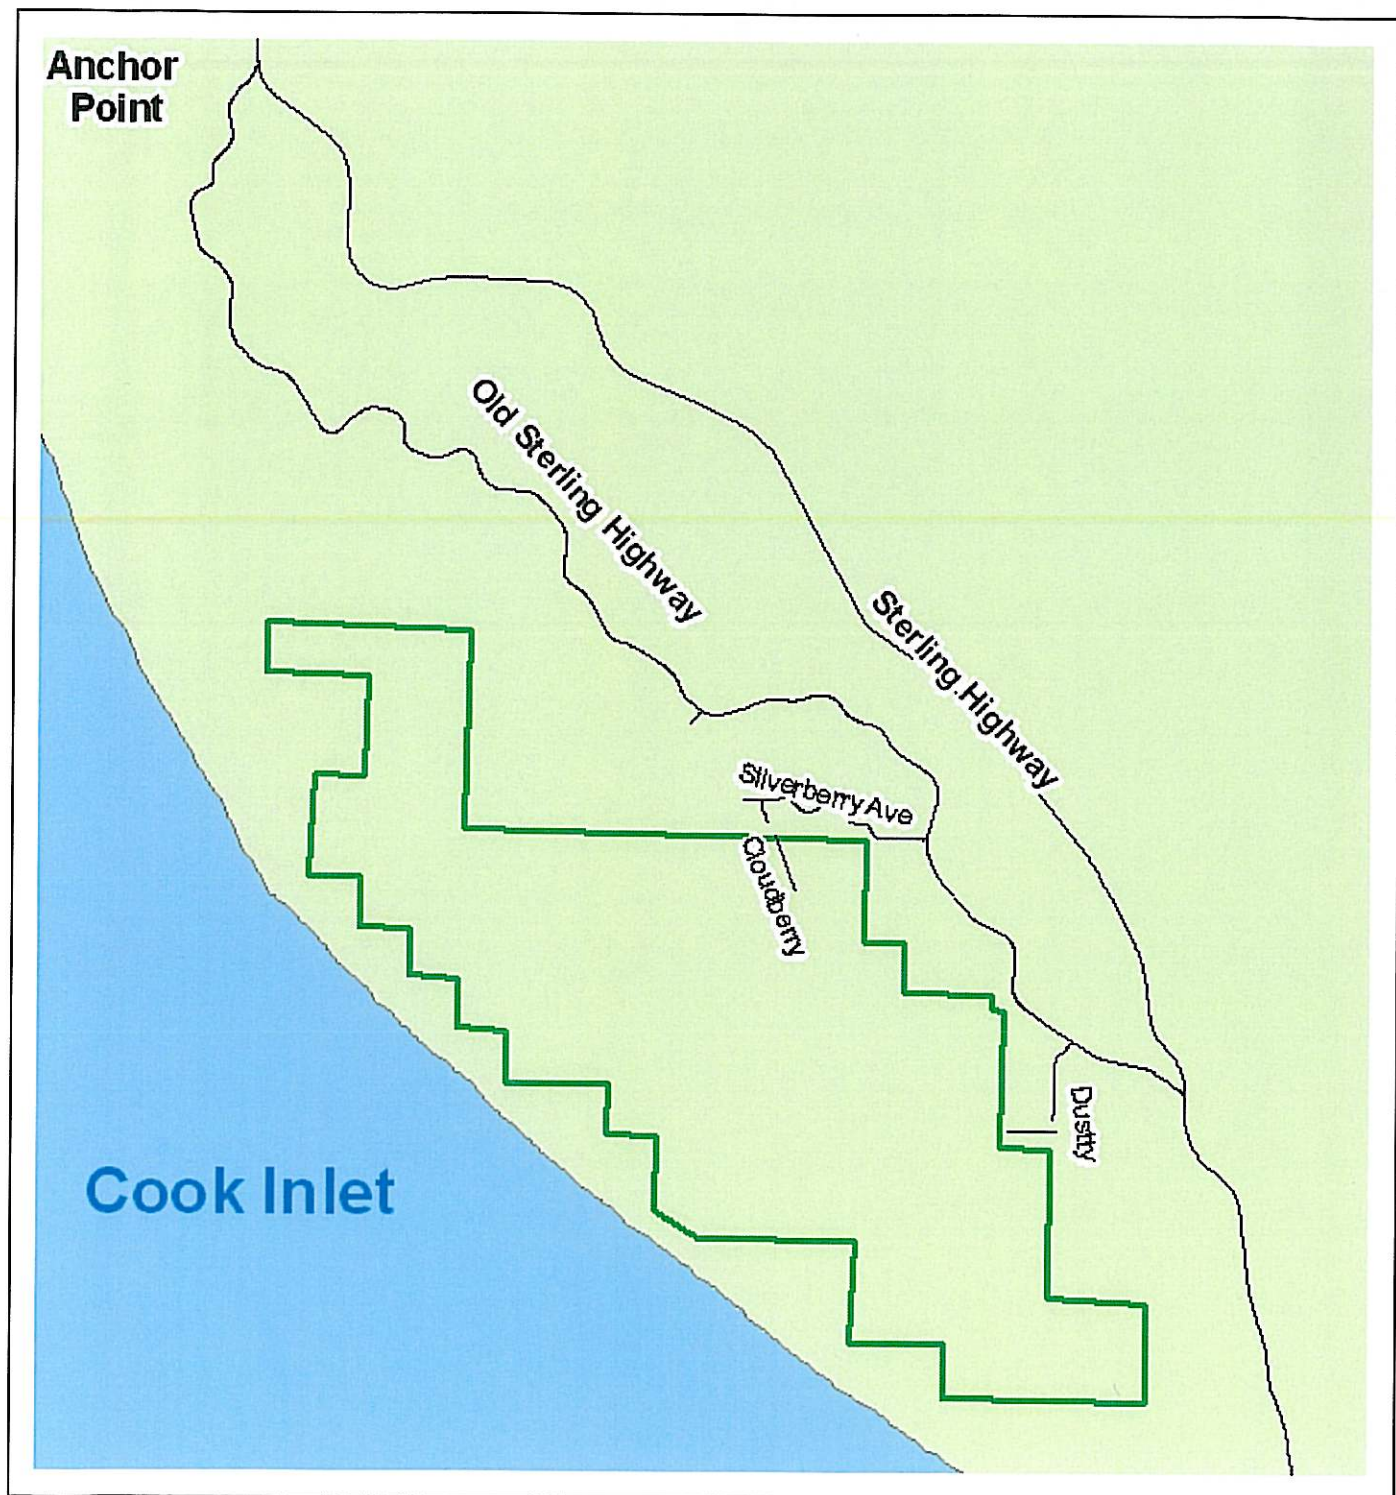 Anchor
Point
Old Sterling Highway
Sterling Highway
Silverberry Ave
Cloudberry
Dustty
Cook Inlet